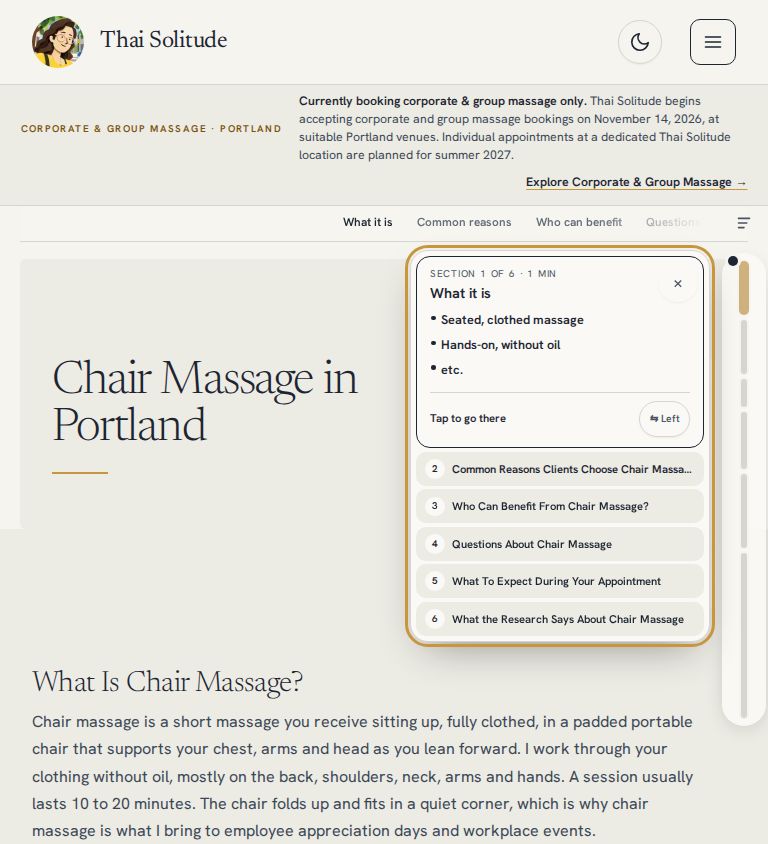 Thai Solitude
CORPORATE & GROUP MASSAGE · PORTLAND
Currently booking corporate & group massage only. Thai Solitude begins
accepting corporate and group massage bookings on November 14, 2026, at
suitable Portland venues. Individual appointments at a dedicated Thai Solitude
location are planned for summer 2027.
Explore Corporate & Group Massage →
What it is Common reasons Who can benefit Questions
Chair Massage in
Portland
SECTION 1 OF 6 · 1 MIN
What it is
• Seated, clothed massage
• Hands-on, without oil
• etc.
Tap to go there
⇆ Left
2 Common Reasons Clients Choose Chair Massa...
3 Who Can Benefit From Chair Massage?
4 Questions About Chair Massage
5 What To Expect During Your Appointment
6 What the Research Says About Chair Massage
What Is Chair Massage?
Chair massage is a short massage you receive sitting up, fully clothed, in a padded portable
chair that supports your chest, arms and head as you lean forward. I work through your
clothing without oil, mostly on the back, shoulders, neck, arms and hands. A session usually
lasts 10 to 20 minutes. The chair folds up and fits in a quiet corner, which is why chair
massage is what I bring to employee appreciation days and workplace events.